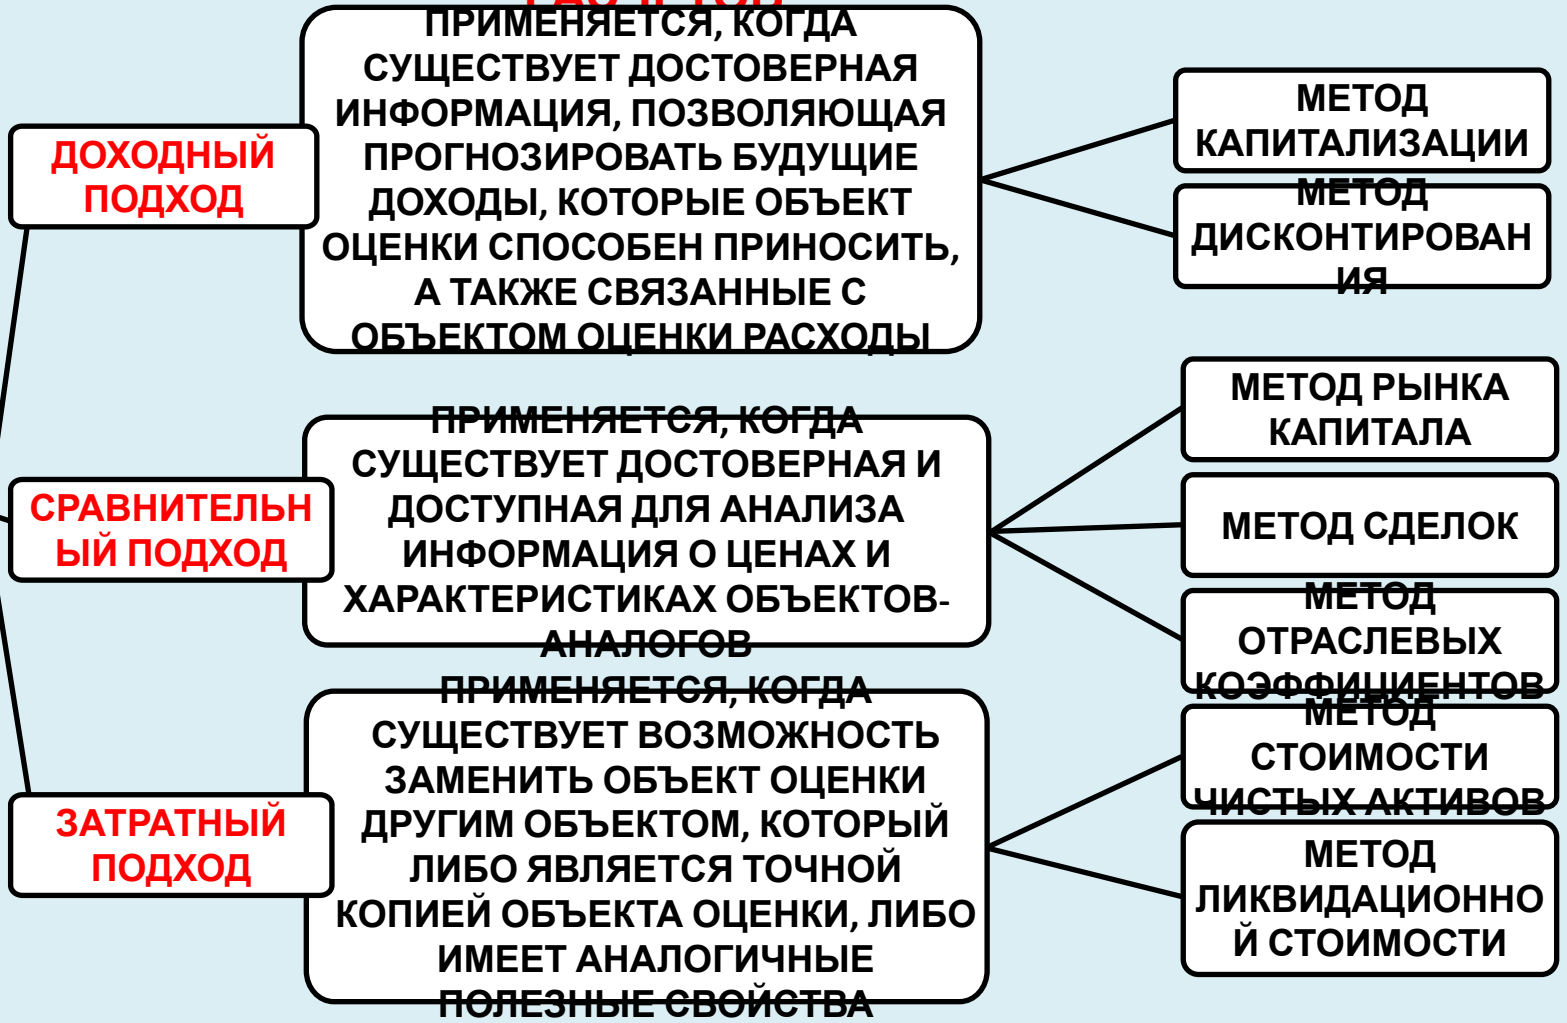 ДОХОДНЫЙ
ПОДХОД
ПРИМЕНЯЕТСЯ, КОГДА
СУЩЕСТВУЕТ ДОСТОВЕРНАЯ
ИНФОРМАЦИЯ, ПОЗВОЛЯЮЩАЯ
ПРОГНОЗИРОВАТЬ БУДУЩИЕ
ДОХОДЫ, КОТОРЫЕ ОБЪЕКТ
ОЦЕНКИ СПОСОБЕН ПРИНОСИТЬ,
А ТАКЖЕ СВЯЗАННЫЕ С
ОБЪЕКТОМ ОЦЕНКИ РАСХОДЫ
МЕТОД
КАПИТАЛИЗАЦИИ
МЕТОД
ДИСКОНТИРОВАН
ИЯ
СРАВНИТЕЛЬН
ЫЙ ПОДХОД
ПРИМЕНЯЕТСЯ, КОГДА
СУЩЕСТВУЕТ ДОСТОВЕРНАЯ И
ДОСТУПНАЯ ДЛЯ АНАЛИЗА
ИНФОРМАЦИЯ О ЦЕНАХ И
ХАРАКТЕРИСТИКАХ ОБЪЕКТОВ-
АНАЛОГОВ
МЕТОД РЫНКА
КАПИТАЛА
МЕТОД СДЕЛОК
МЕТОД
ОТРАСЛЕВЫХ
КОЭФФИЦИЕНТОВ
ЗАТРАТНЫЙ
ПОДХОД
ПРИМЕНЯЕТСЯ, КОГДА
СУЩЕСТВУЕТ ВОЗМОЖНОСТЬ
ЗАМЕНИТЬ ОБЪЕКТ ОЦЕНКИ
ДРУГИМ ОБЪЕКТОМ, КОТОРЫЙ
ЛИБО ЯВЛЯЕТСЯ ТОЧНОЙ
КОПИЕЙ ОБЪЕКТА ОЦЕНКИ, ЛИБО
ИМЕЕТ АНАЛОГИЧНЫЕ
ПОЛЕЗНЫЕ СВОЙСТВА
МЕТОД
СТОИМОСТИ
ЧИСТЫХ АКТИВОВ
МЕТОД
ЛИКВИДАЦИОННО
Й СТОИМОСТИ